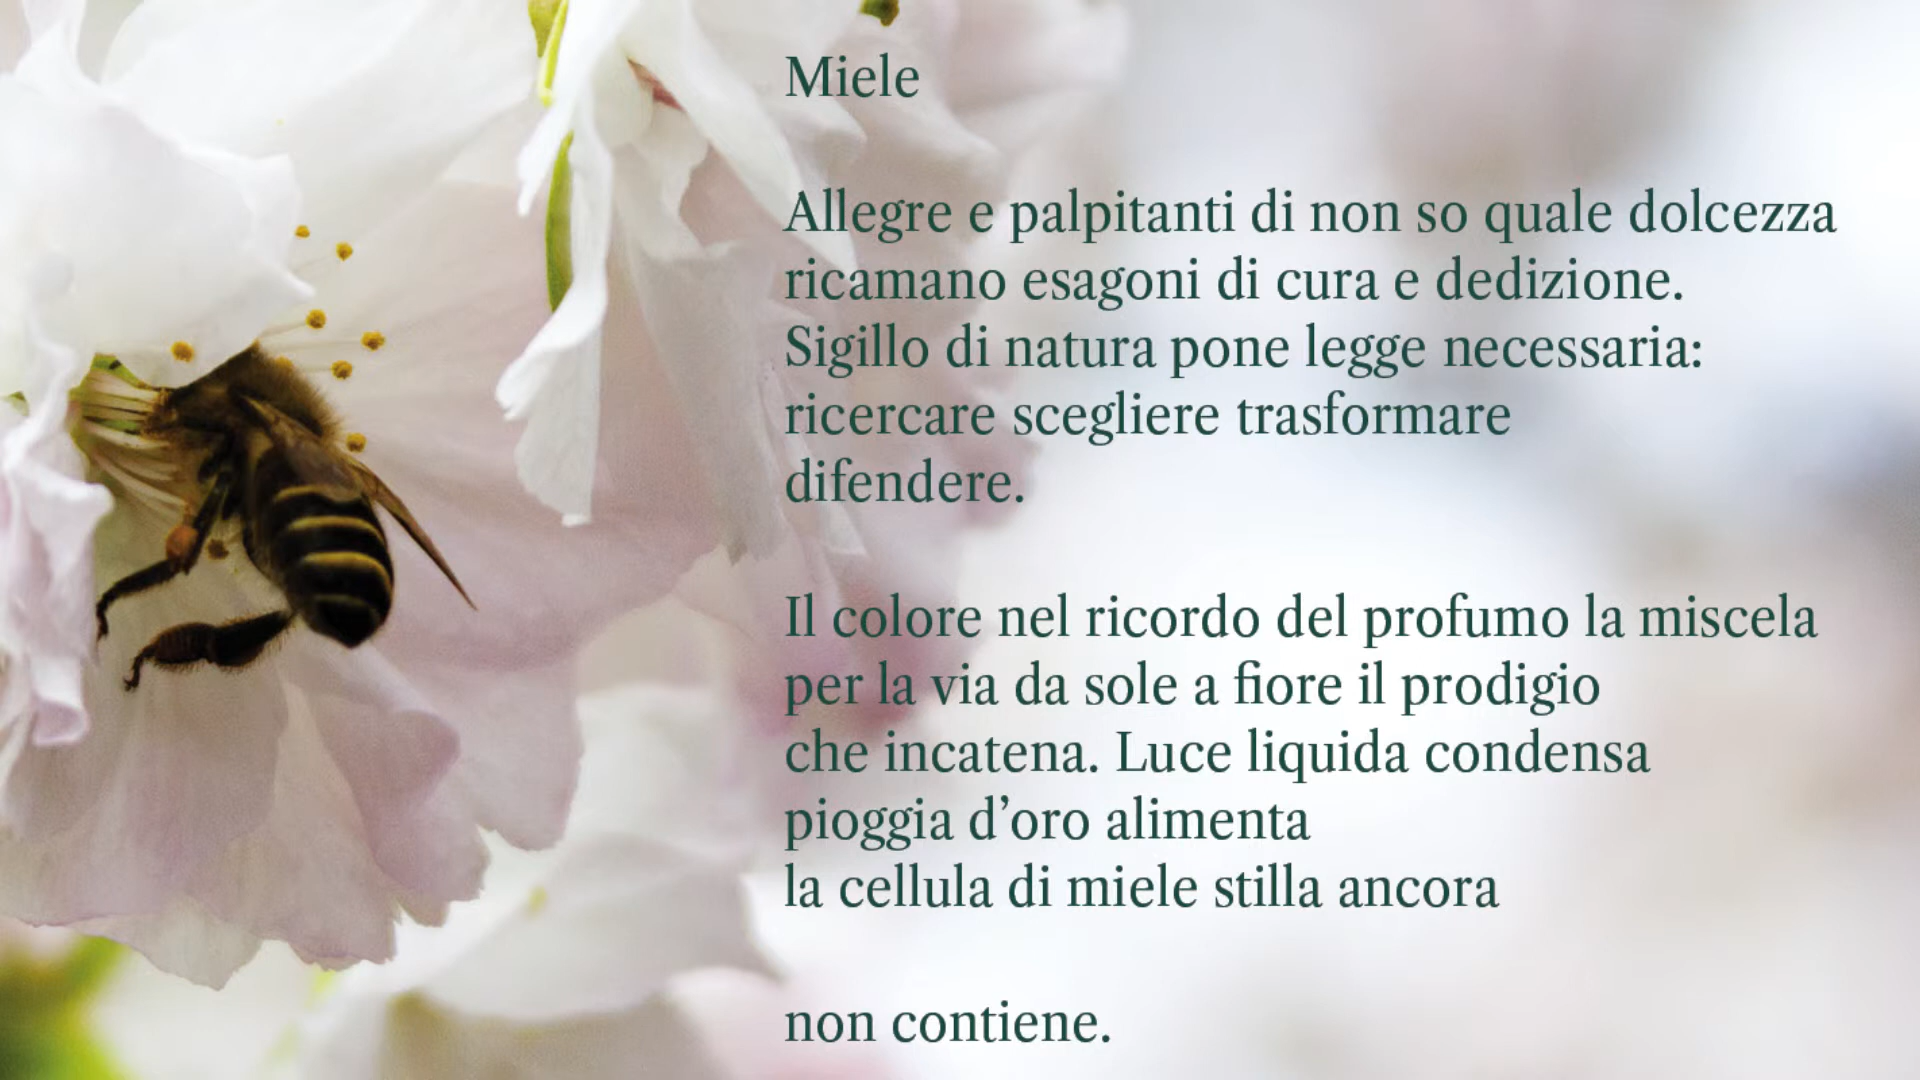 Miele
Allegre e palpitanti di non so quale dolcezza
ricamano esagoni di cura e dedizione.
Sigillo di natura pone legge necessaria:
ricercare scegliere trasformare
difendere.
Il colore nel ricordo del profumo la miscela
per la via da sole a fiore il prodigio
che incatena. Luce liquida condensa
pioggia d’oro alimenta
la cellula di miele stilla ancora
non contiene.